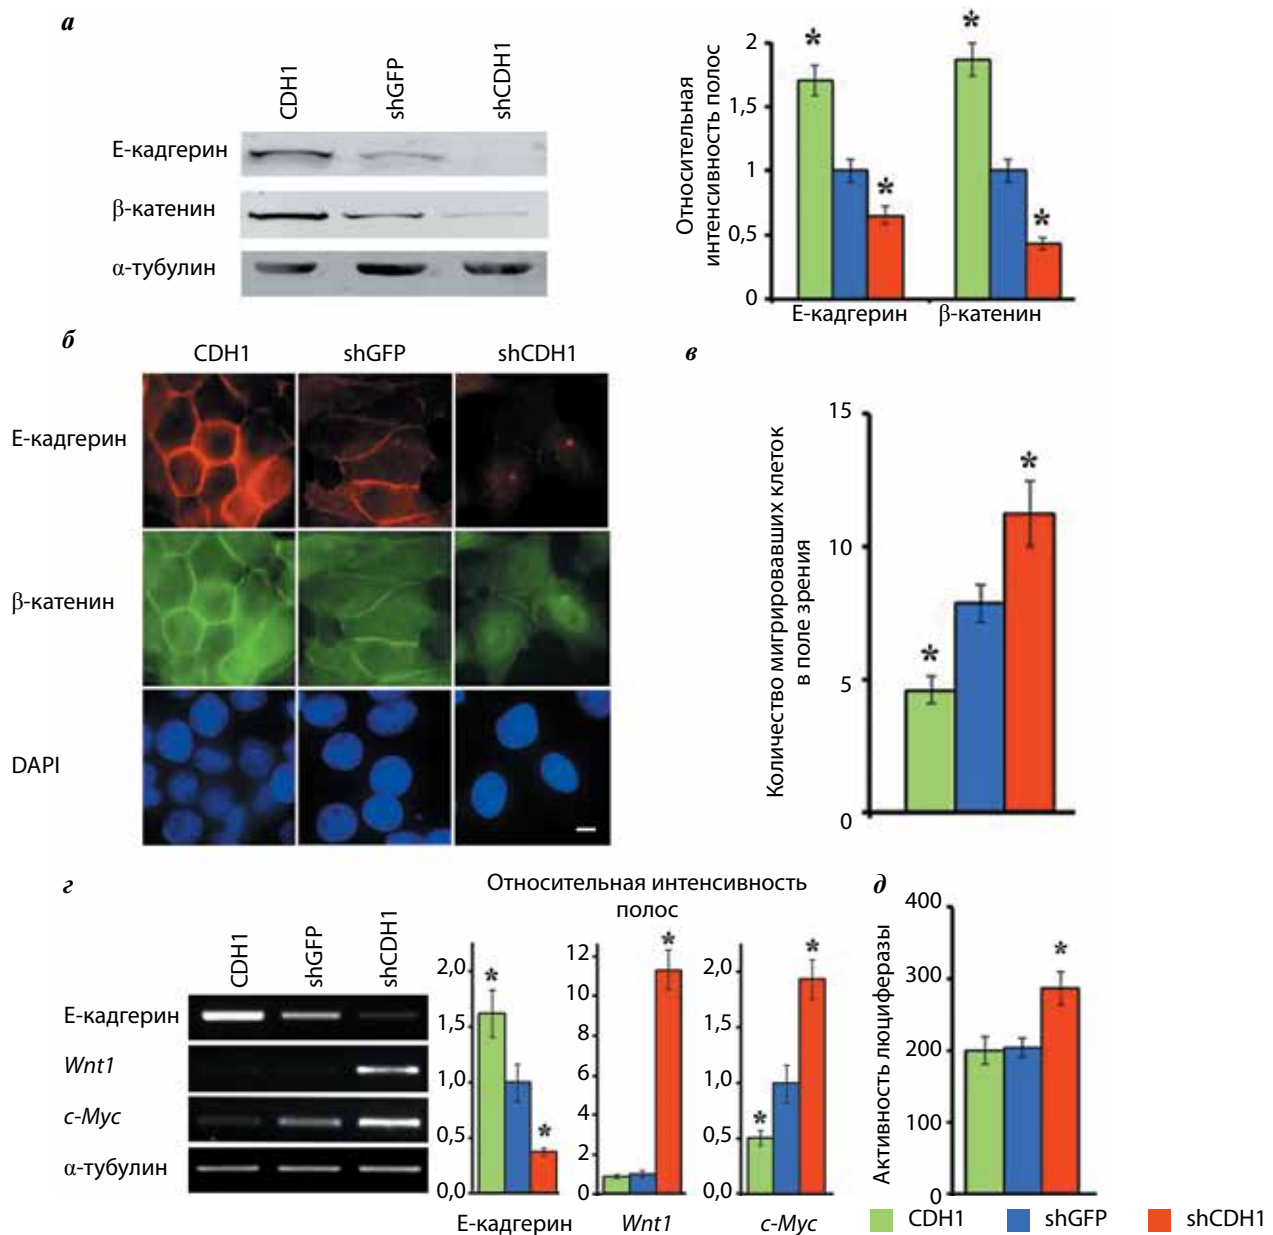 а
CDH1
shGFP
shCDH1
Е-кадгерин
β-катенин
α-тубулин
Относительная
интенсивность полос
2
1,5
1
0,5
0
*
*
*
*
Е-кадгерин
β-катенин
б
CDH1
shGFP
shCDH1
Е-кадгерин
β-катенин
DAPI
в
Количество мигрировавших клеток
в поле зрения
15
10
5
0
*
*
г
CDH1
shGFP
shCDH1
Е-кадгерин
Wnt1
c-Myc
α-тубулин
Относительная интенсивность
полос
2,0
1,5
1,0
0,5
0,0
*
*
Е-кадгерин
12
10
8
6
4
2
0
*
Wnt1
2,0
1,5
1,0
0,5
0,0
*
*
c-Myc
д
Активность люциферазы
400
300
200
100
0
*
CDH1
shGFP
shCDH1